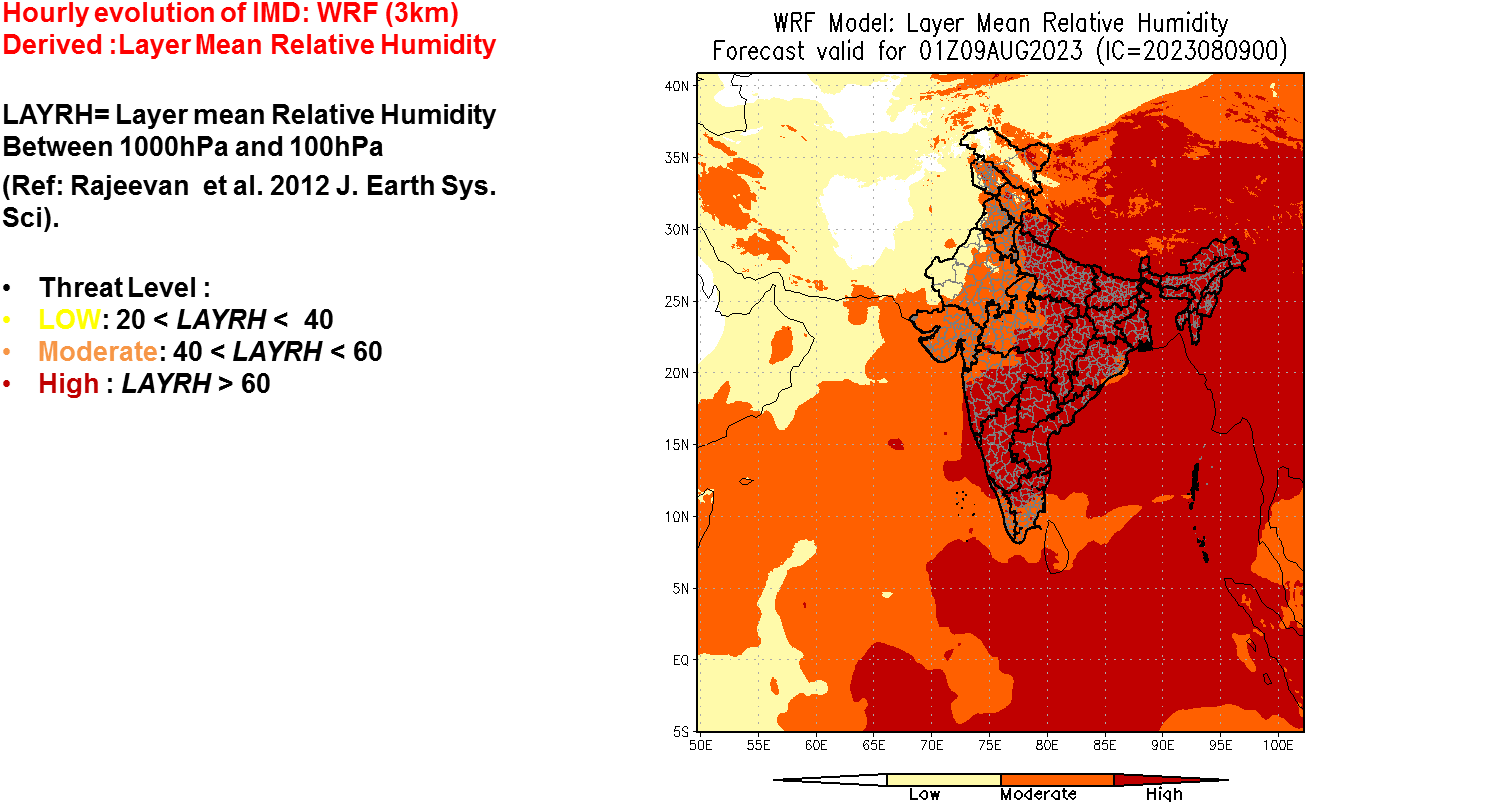 Hourly evolution of IMD: WRF (3km)
Derived :Layer Mean Relative Humidity
LAYRH= Layer mean Relative Humidity
Between 1000hPa and 100hPa
(Ref: Rajeevan et al. 2012 J. Earth Sys.
Sci).
• Threat Level :
• LOW: 20 < LAYRH < 40
• Moderate: 40 < LAYRH < 60
• High : LAYRH > 60
WRF Model: Layer Mean Relative Humidity
Forecast valid for 01Z09AUG2023 (IC=2023080900)
40N
35N
30N
25N
20N
15N
10N
5N
EQ
5S
50E 55E 60E 65E 70E 75E 80E 85E 90E 95E 100E
Low Moderate High